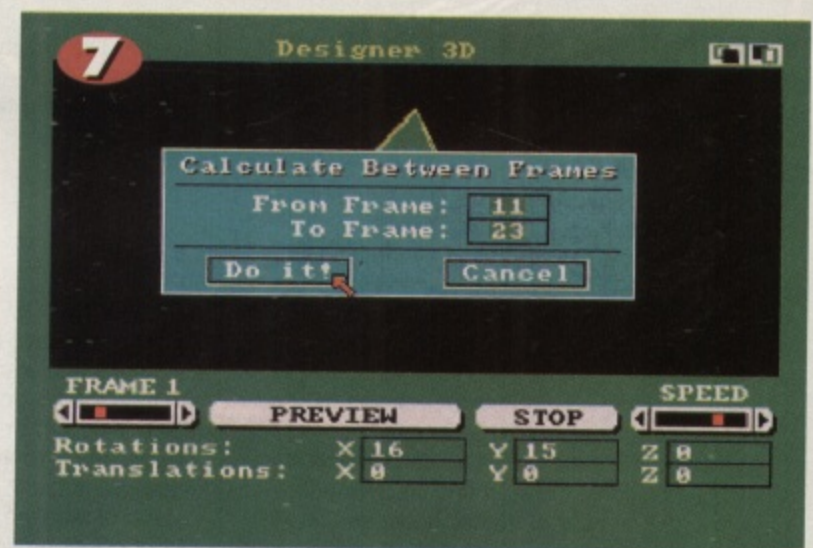 7
Designer 3D
Calculate Between Frames
From Frame: 11
To Frame: 23
Do it! Cancel
FRAME 1 SPEED
PREVIEW STOP
Rotations: X 16 Y 15 Z 0
Translations: X 0 Y 0 Z 0